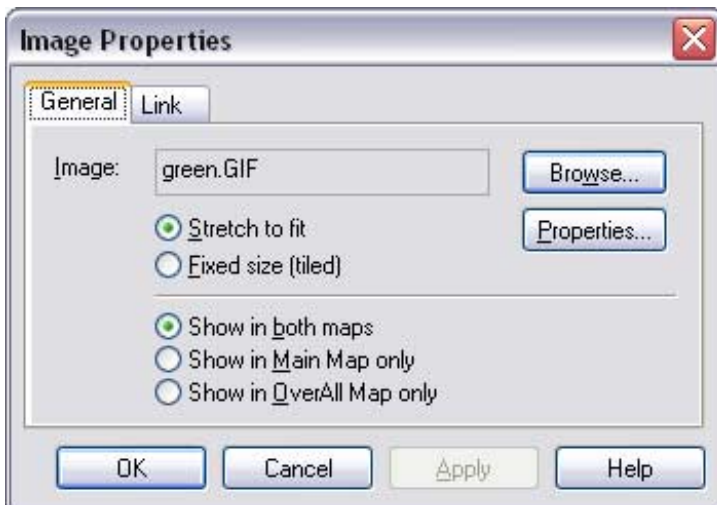 Image Properties
General Link
Image: green.GIF Browse...
Stretch to fit Properties...
Fixed size (tiled)
Show in both maps
Show in Main Map only
Show in OverAll Map only
OK Cancel Apply Help